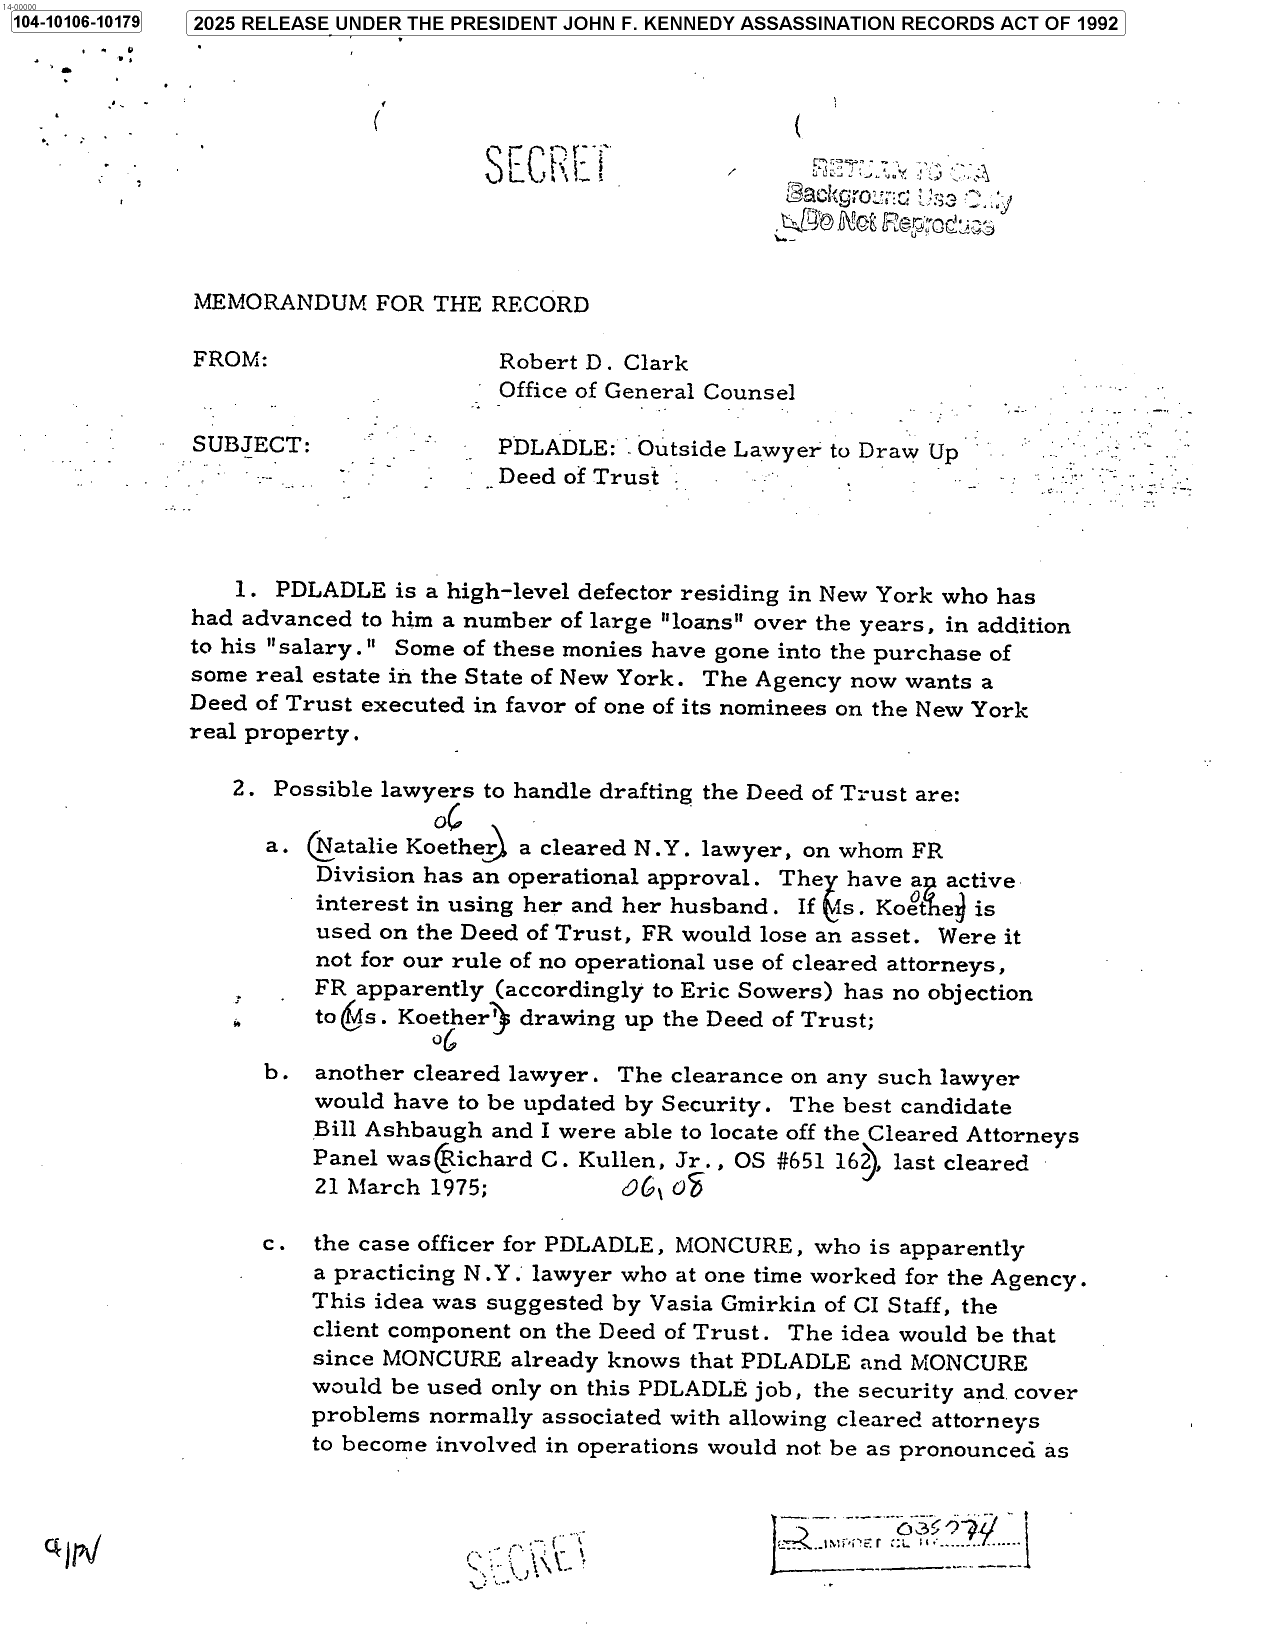 14-00000
104-10106-10179
2025 RELEASE UNDER THE PRESIDENT JOHN F. KENNEDY ASSASSINATION RECORDS ACT OF 1992
SECRET
RETURN TO CIA
Background Use Only
Do Not Reproduce
MEMORANDUM FOR THE RECORD
FROM: Robert D. Clark
Office of General Counsel
SUBJECT: PDLADLE: Outside Lawyer to Draw Up
Deed of Trust
1. PDLADLE is a high-level defector residing in New York who has
had advanced to him a number of large "loans" over the years, in addition
to his "salary." Some of these monies have gone into the purchase of
some real estate in the State of New York. The Agency now wants a
Deed of Trust executed in favor of one of its nominees on the New York
real property.
2. Possible lawyers to handle drafting the Deed of Trust are:
06
a. (Natalie Koether), a cleared N.Y. lawyer, on whom FR
Division has an operational approval. They have an active
interest in using her and her husband. If (Ms. Koether) is
06
used on the Deed of Trust, FR would lose an asset. Were it
not for our rule of no operational use of cleared attorneys,
FR apparently (accordingly to Eric Sowers) has no objection
to (Ms. Koether's) drawing up the Deed of Trust;
06
b. another cleared lawyer. The clearance on any such lawyer
would have to be updated by Security. The best candidate
Bill Ashbaugh and I were able to locate off the Cleared Attorneys
Panel was (Richard C. Kullen, Jr., OS #651 162), last cleared
21 March 1975; 06, 08
c. the case officer for PDLADLE, MONCURE, who is apparently
a practicing N.Y. lawyer who at one time worked for the Agency.
This idea was suggested by Vasia Gmirkin of CI Staff, the
client component on the Deed of Trust. The idea would be that
since MONCURE already knows that PDLADLE and MONCURE
would be used only on this PDLADLE job, the security and cover
problems normally associated with allowing cleared attorneys
to become involved in operations would not be as pronounced as
SECRET
2 IMPDET CL